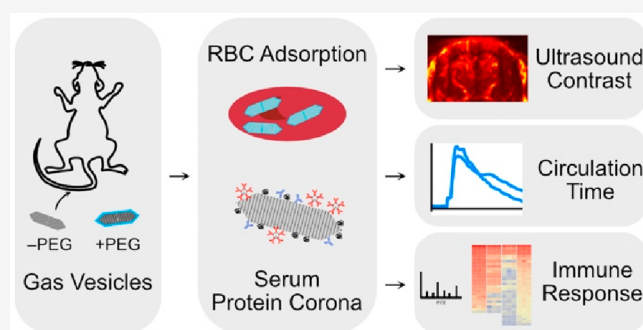 –PEG
+PEG
Gas Vesicles
RBC Adsorption
Serum
Protein Corona
Ultrasound
Contrast
Circulation
Time
m/z
Immune
Response